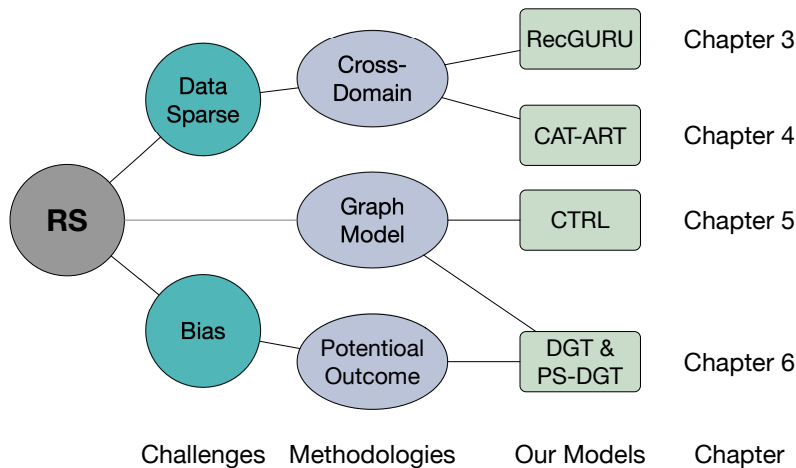 RecGURU
Chapter 3
Data
Sparse
Cross-
Domain
CAT-ART
Chapter 4
RS
Graph
Model
CTRL
Chapter 5
Bias
Potentioal
Outcome
DGT &
PS-DGT
Chapter 6
Challenges Methodologies Our Models Chapter